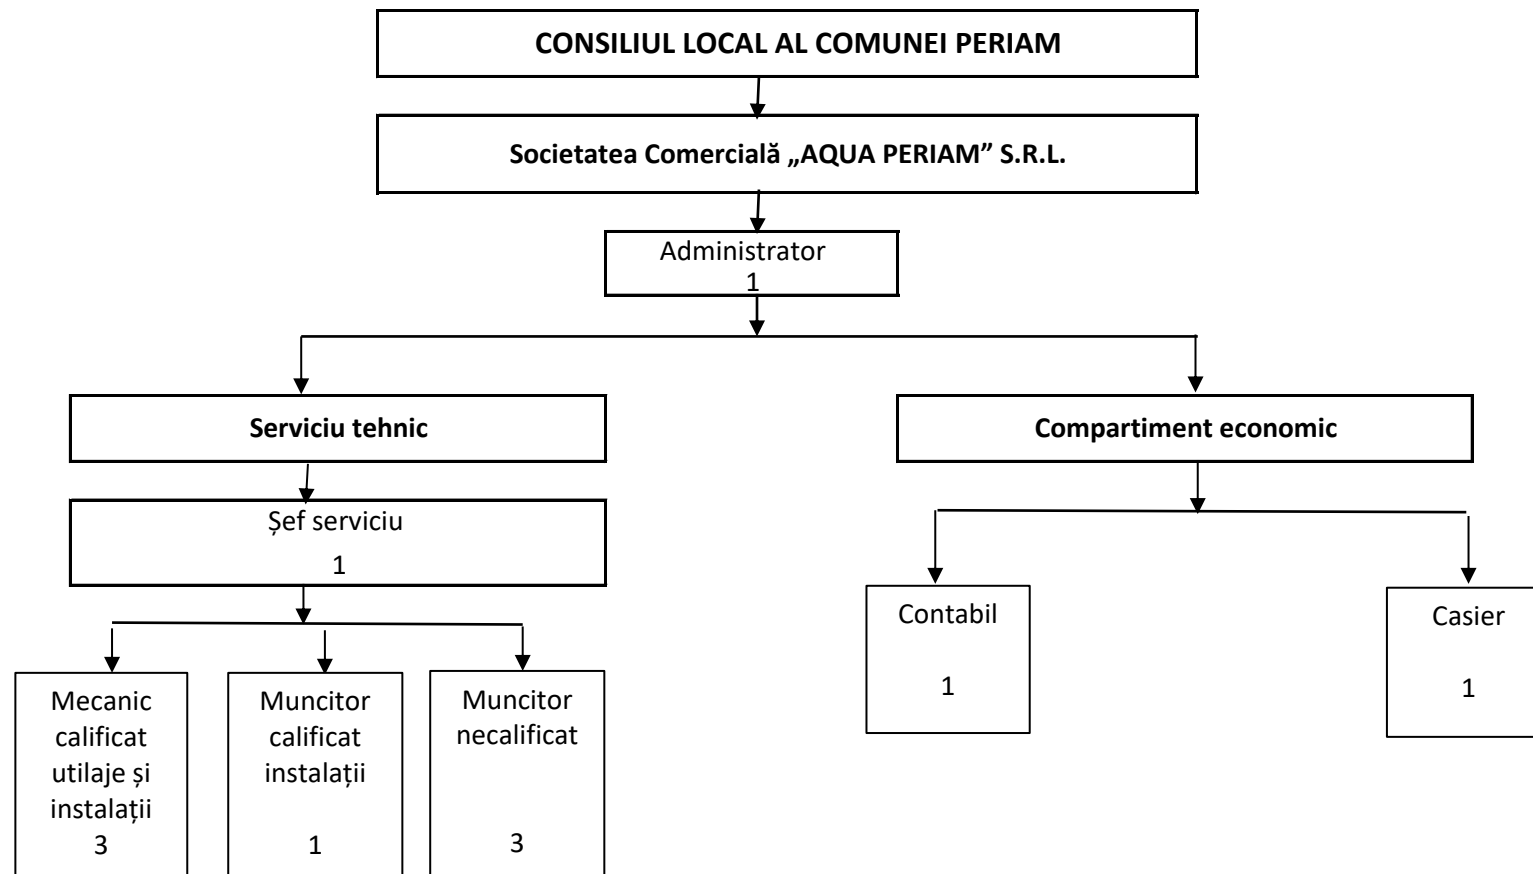 CONSILIUL LOCAL AL COMUNEI PERIAM
Societatea Comercială „AQUA PERIAM” S.R.L.
Administrator
1
Serviciu tehnic
Compartiment economic
Șef serviciu
1
Contabil
1
Casier
1
Mecanic
calificat
utilaje și
instalații
3
Muncitor
calificat
instalații
1
Muncitor
necalificat
3